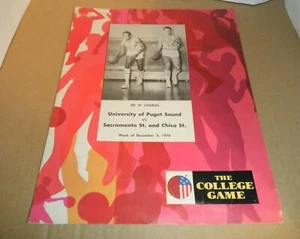 University of Puget Sound
vs.
Sacramento St. and Chico St.
Week of December 3, 1970
THE
COLLEGE
GAME